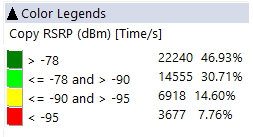 Color Legends
Copy RSRP (dBm) [Time/s]
> -78 22240 46.93%
<= -78 and > -90 14555 30.71%
<= -90 and > -95 6918 14.60%
< -95 3677 7.76%